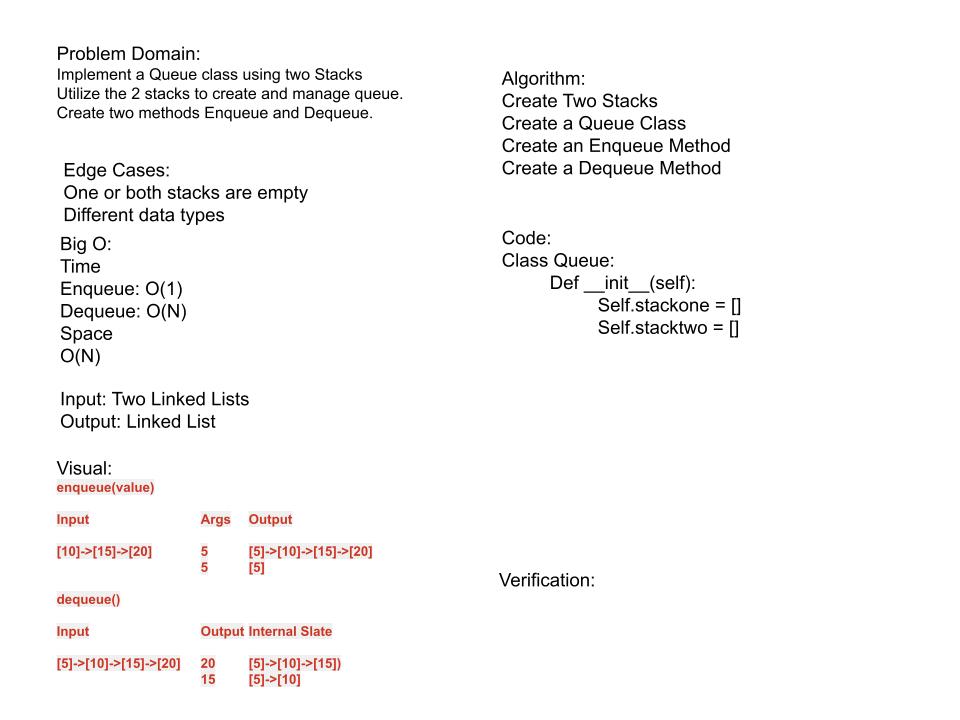 Problem Domain:
Implement a Queue class using two Stacks
Utilize the 2 stacks to create and manage queue.
Create two methods Enqueue and Dequeue.
Edge Cases:
One or both stacks are empty
Different data types
Big O:
Time
Enqueue: O(1)
Dequeue: O(N)
Space
O(N)
Input: Two Linked Lists
Output: Linked List
Visual:
enqueue(value)
Input Args Output
[10]->[15]->[20] 5 [5]->[10]->[15]->[20]
5 [5]
dequeue()
Input Output Internal Slate
[5]->[10]->[15]->[20] 20 [5]->[10]->[15])
15 [5]->[10]
Algorithm:
Create Two Stacks
Create a Queue Class
Create an Enqueue Method
Create a Dequeue Method
Code:
Class Queue:
Def __init__(self):
Self.stackone = []
Self.stacktwo = []
Verification: